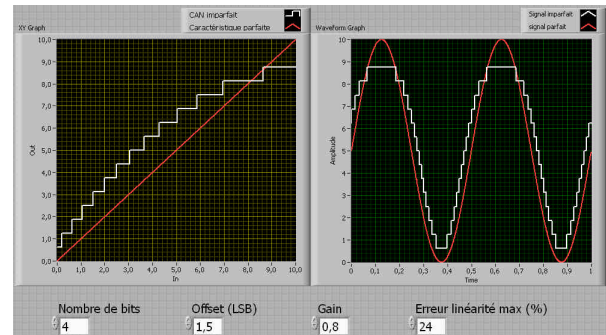 CAN imparfait
XY Graph
Caractéristique parfaite
10,0
9,0
8,0
7,0
6,0
5,0
4,0
3,0
2,0
1,0
0,0
Out
0,0 1,0 2,0 3,0 4,0 5,0 6,0 7,0 8,0 9,0 10,0
In
Signal imparfait
Waveform Graph
signal parfait
10
9
8
7
6
5
4
3
2
1
0
Amplitude
0 0,1 0,2 0,3 0,4 0,5 0,6 0,7 0,8 0,9 1
Time
Nombre de bits
4
Offset (LSB)
1,5
Gain
0,8
Erreur linéarité max (%)
24